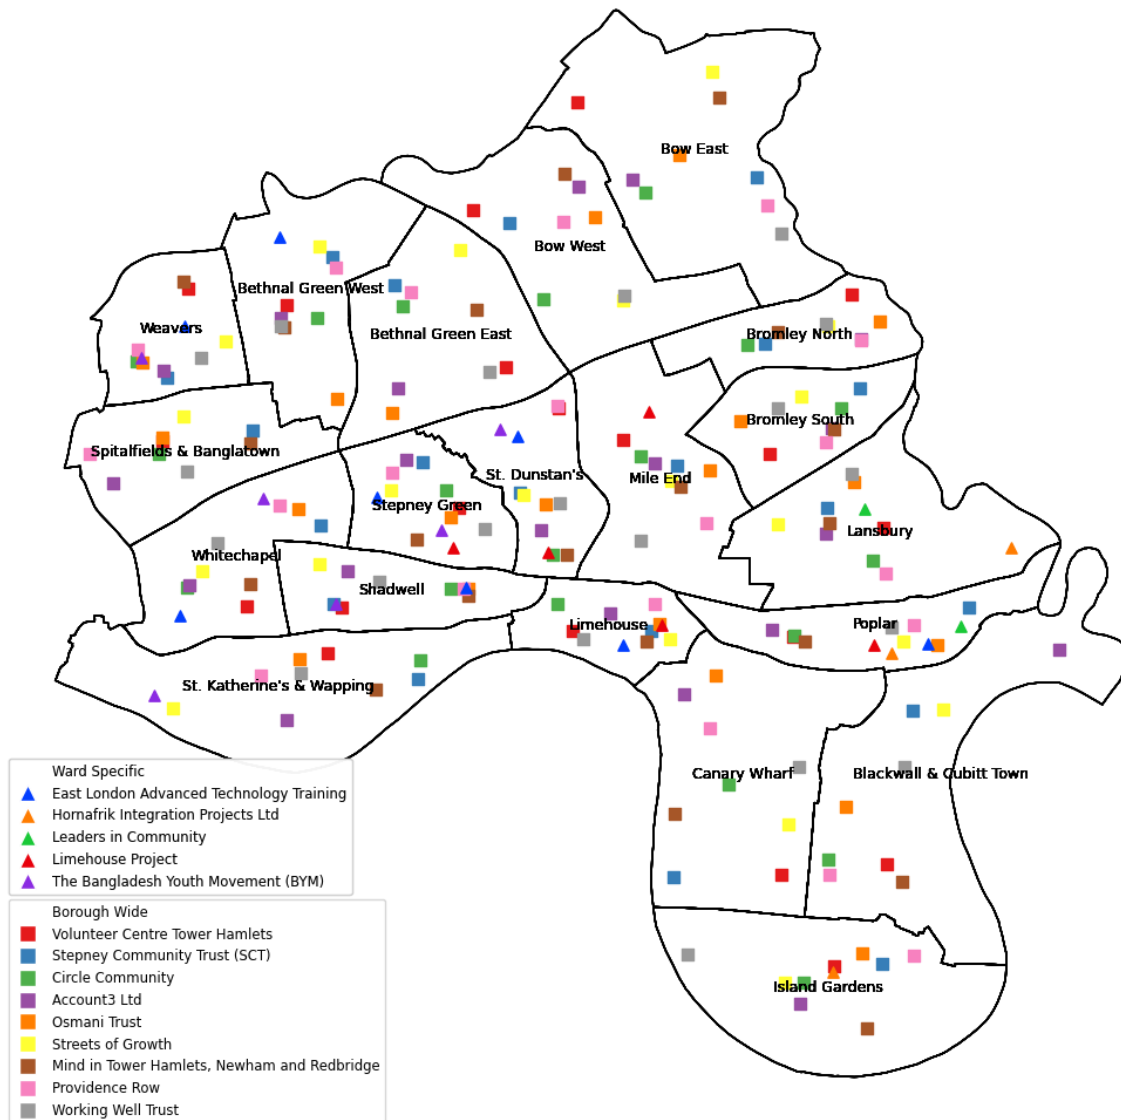 Bow East
Bow West
Bethnal Green West
Weavers
Bethnal Green East
Bromley North
Bromley South
Spitalfields & Banglatown
St. Dunstan's
Mile End
Stepney Green
Lansbury
Whitechapel
Shadwell
Limehouse
Poplar
St. Katherine's & Wapping
Canary Wharf
Blackwall & Cubitt Town
Island Gardens
Ward Specific
East London Advanced Technology Training
Hornafrik Integration Projects Ltd
Leaders in Community
Limehouse Project
The Bangladesh Youth Movement (BYM)
Borough Wide
Volunteer Centre Tower Hamlets
Stepney Community Trust (SCT)
Circle Community
Account3 Ltd
Osmani Trust
Streets of Growth
Mind in Tower Hamlets, Newham and Redbridge
Providence Row
Working Well Trust